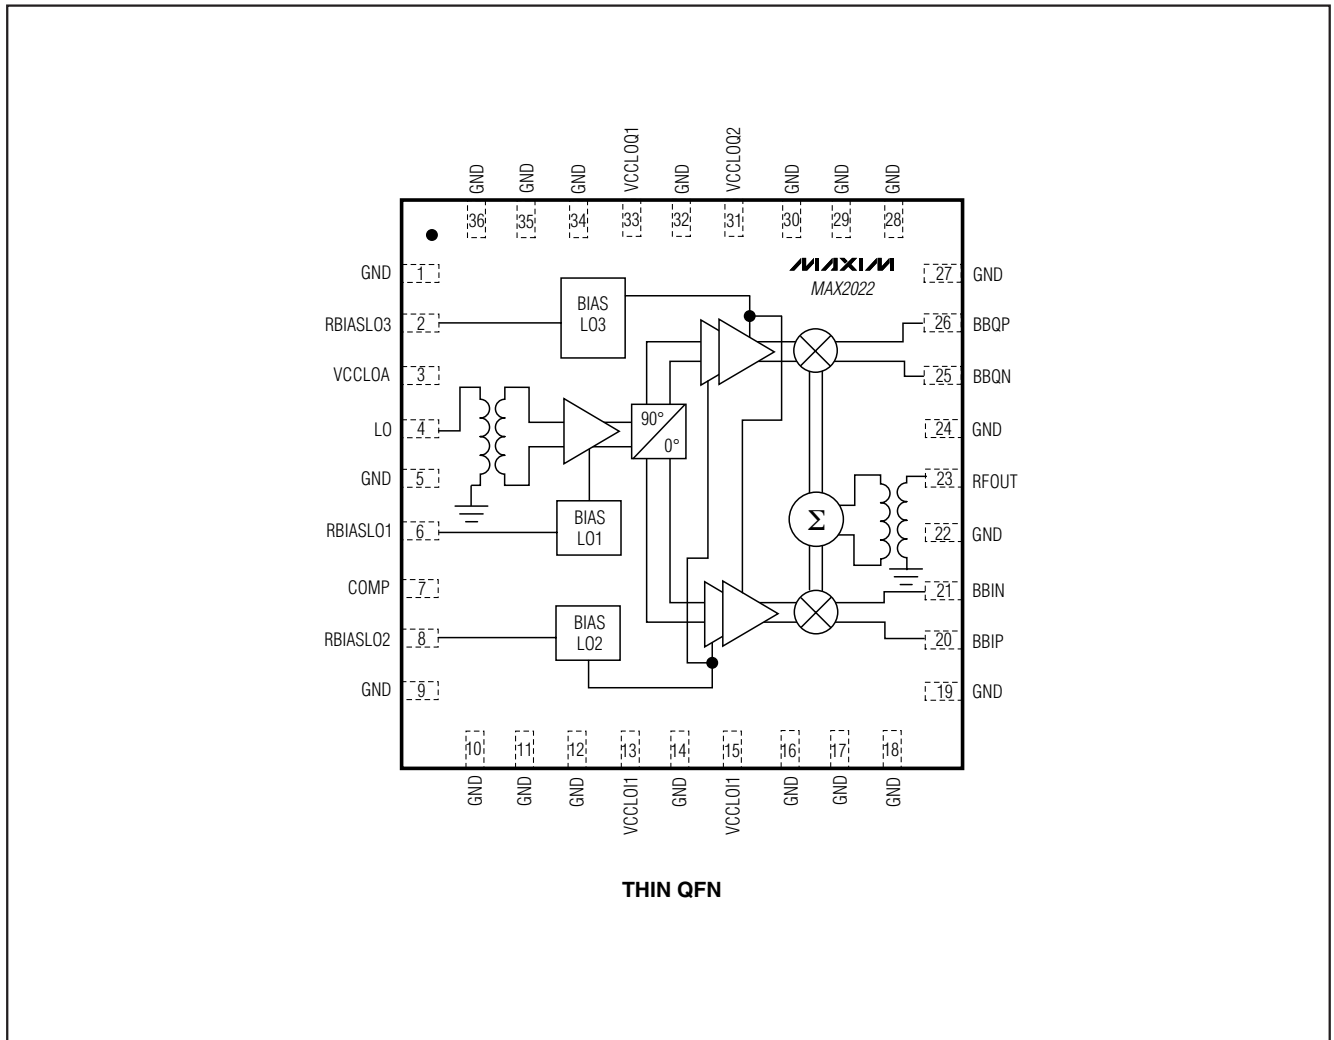 GND
GND
GND
VCCLOQ1
GND
VCCLOQ2
GND
GND
GND
36
35
34
33
32
31
30
29
28
MAXIM
MAX2022
GND 1
27 GND
RBIASLO3 2
BIAS
LO3
26 BBQP
VCCLOA 3
25 BBQN
LO 4
90°
0°
24 GND
GND 5
23 RFOUT
RBIASLO1 6
BIAS
LO1
Σ
22 GND
COMP 7
21 BBIN
RBIASLO2 8
BIAS
LO2
20 BBIP
GND 9
19 GND
10
11
12
13
14
15
16
17
18
GND
GND
GND
VCCLOI1
GND
VCCLOI1
GND
GND
GND
THIN QFN